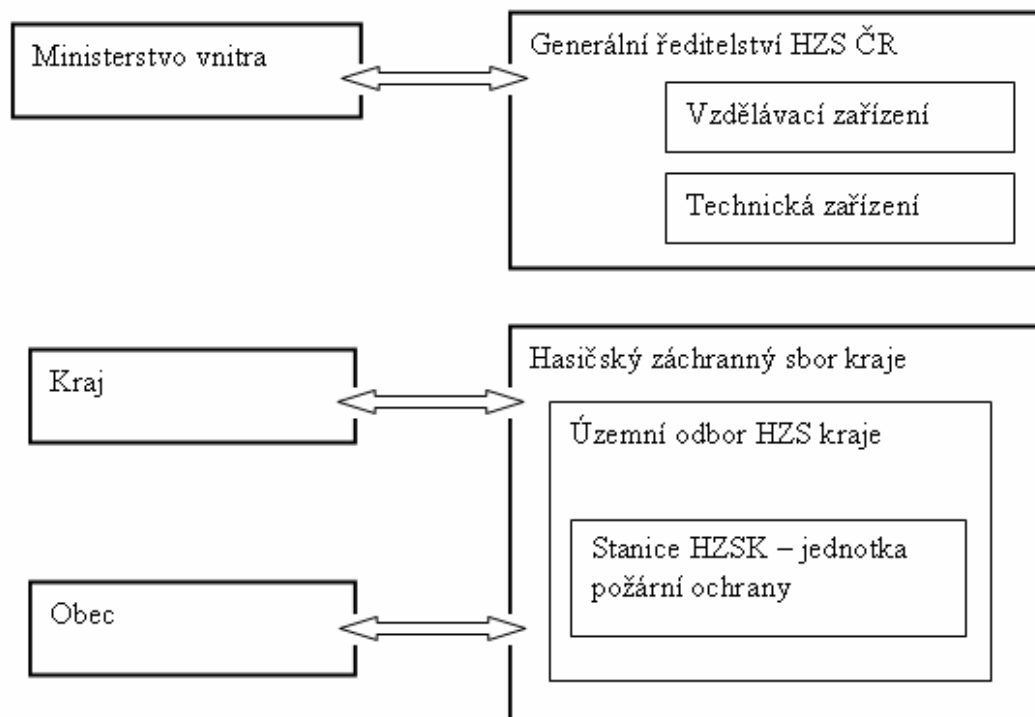 Ministerstvo vnitra
Generální ředitelství HZS ČR
Vzdělávací zařízení
Technická zařízení
Kraj
Hasičský záchranný sbor kraje
Územní odbor HZS kraje
Stanice HZSK – jednotka
požární ochrany
Obec